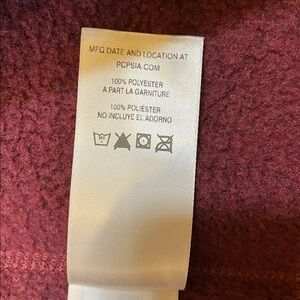 MFG DATE AND LOCATION AT
PCPSIA.COM
100% POLYESTER
A PART LA GARNITURE
100% POLIESTER
NO INCLUYE EL ADORNO